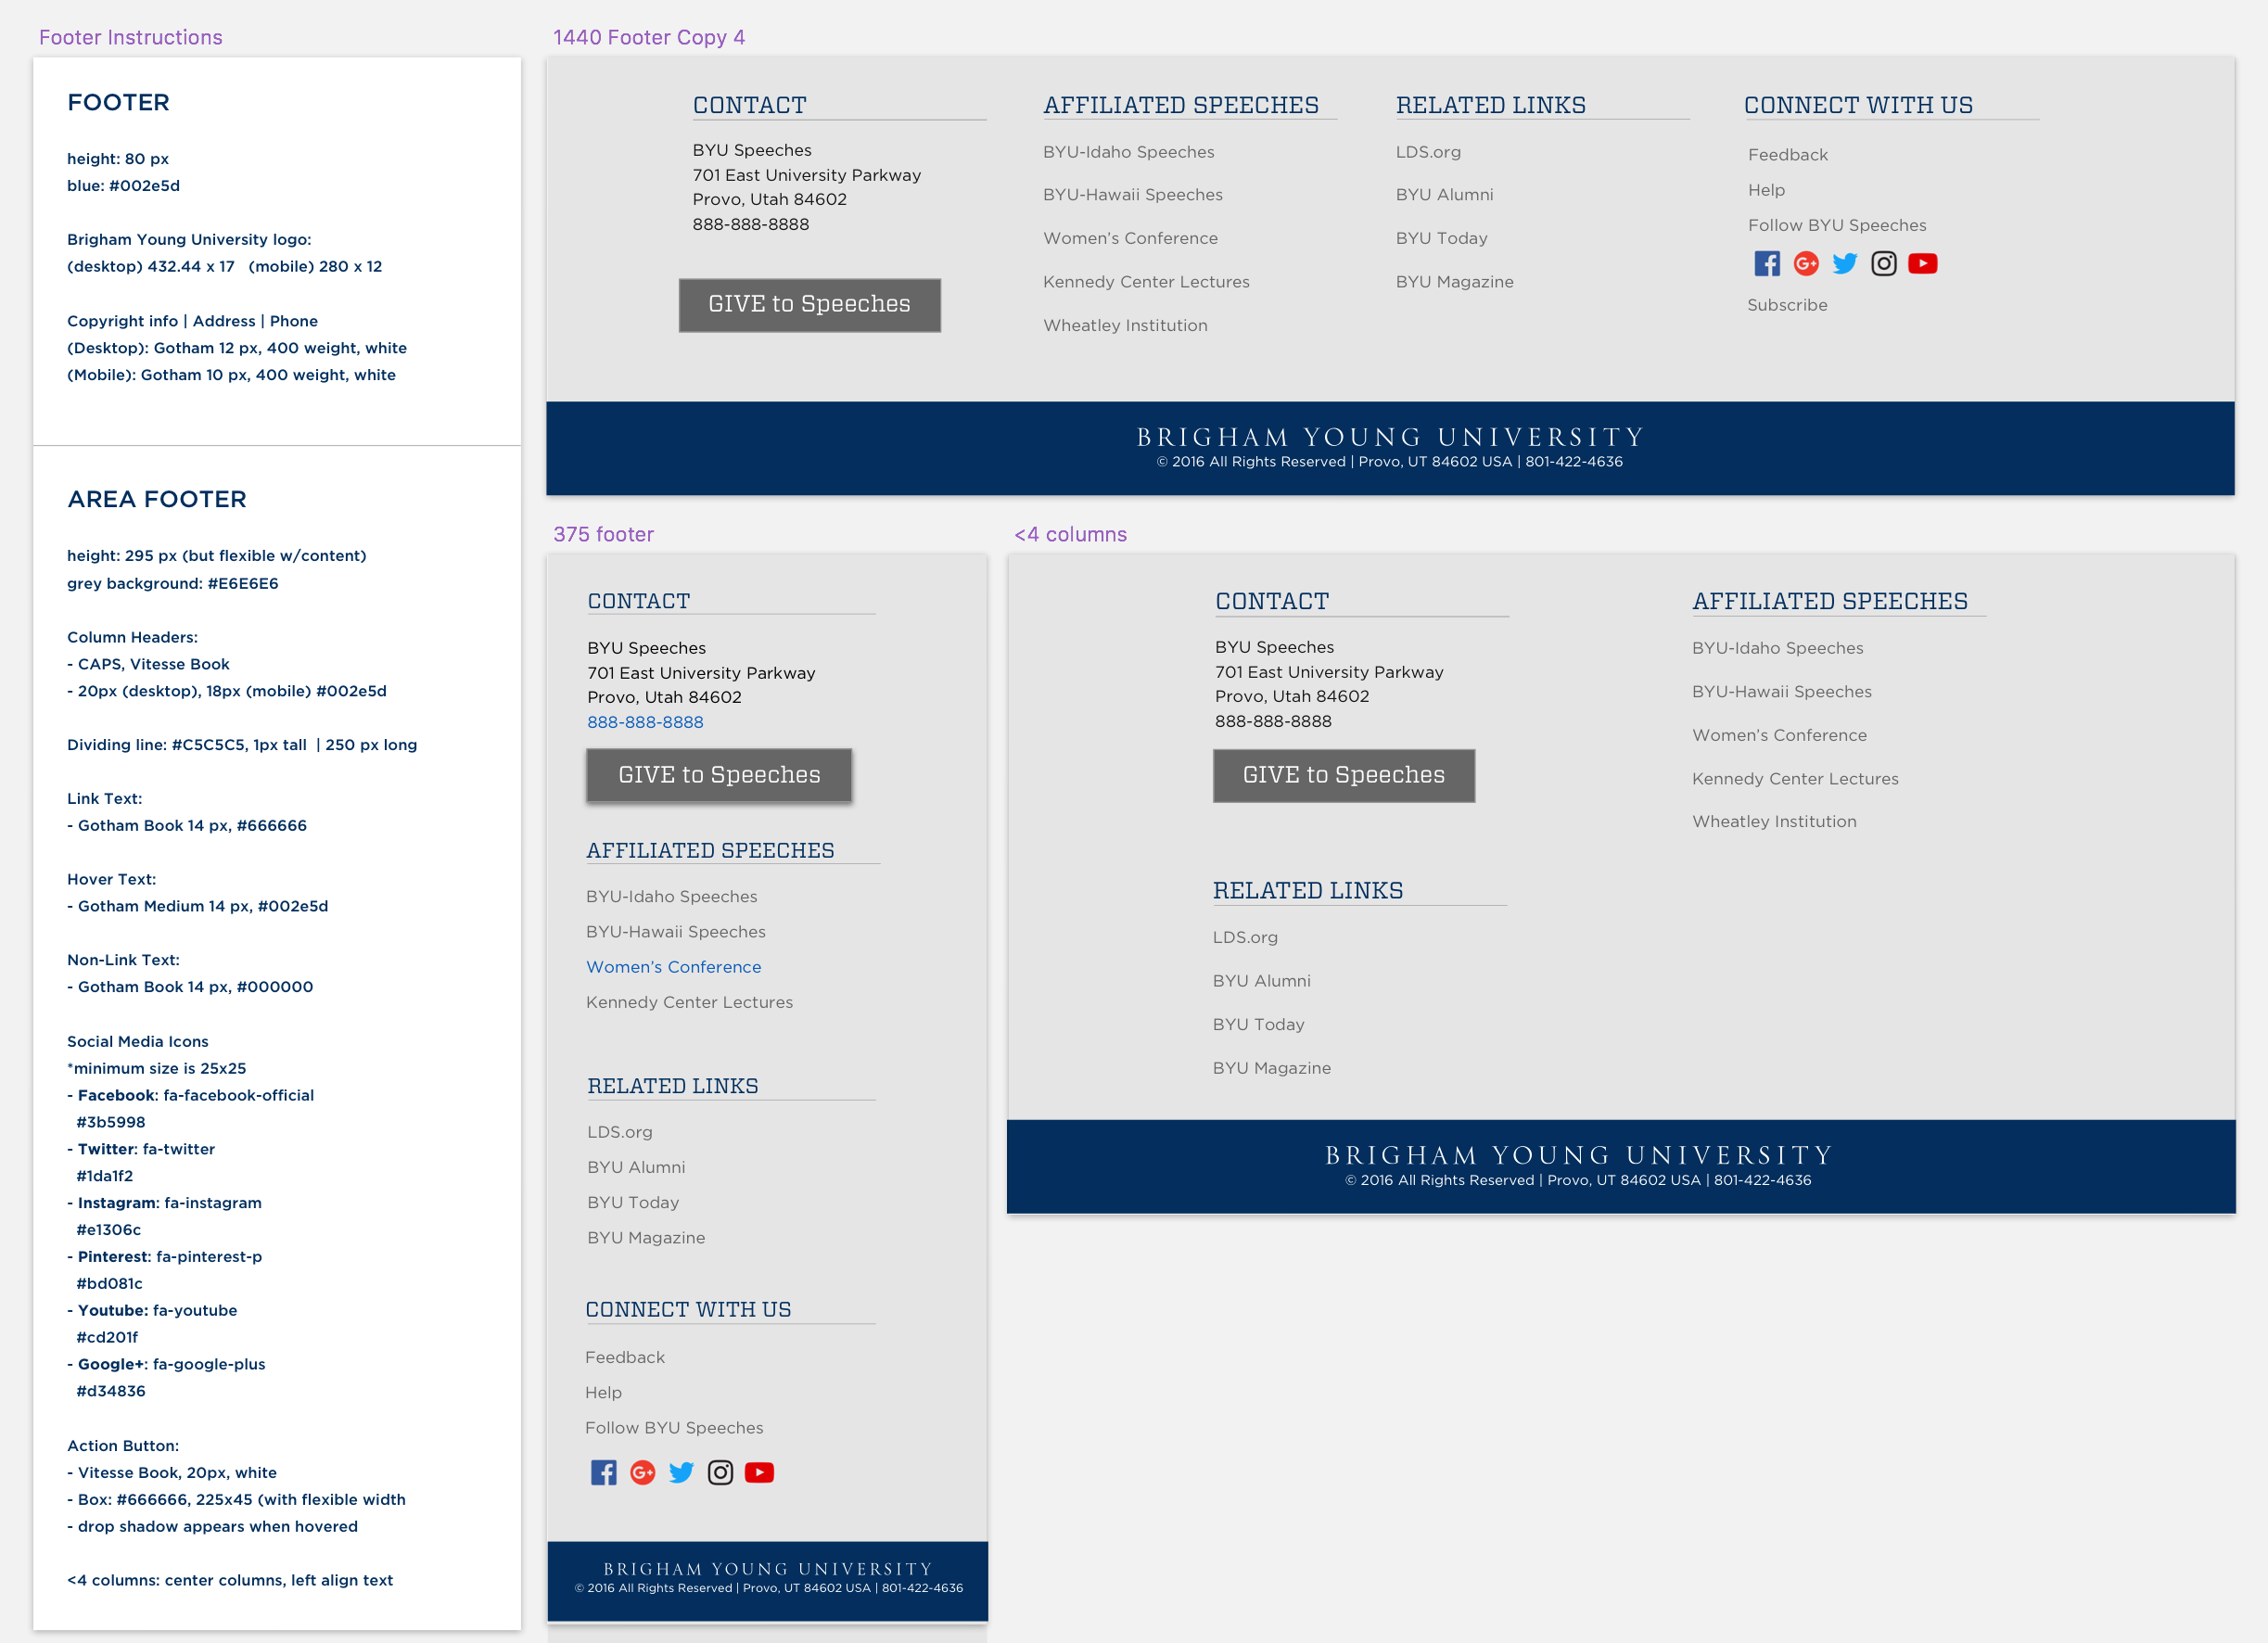 Footer Instructions
FOOTER
height: 80 px
blue: #002e5d
Brigham Young University logo:
(desktop) 432.44 x 17   (mobile) 280 x 12
Copyright info | Address | Phone
(Desktop): Gotham 12 px, 400 weight, white
(Mobile): Gotham 10 px, 400 weight, white
AREA FOOTER
height: 295 px (but flexible w/content)
grey background: #E6E6E6
Column Headers:
- CAPS, Vitesse Book
- 20px (desktop), 18px (mobile) #002e5d
Dividing line: #C5C5C5, 1px tall  | 250 px long
Link Text:
- Gotham Book 14 px, #666666
Hover Text:
- Gotham Medium 14 px, #002e5d
Non-Link Text:
- Gotham Book 14 px, #000000
Social Media Icons
*minimum size is 25x25
- Facebook: fa-facebook-official
#3b5998
- Twitter: fa-twitter
#1da1f2
- Instagram: fa-instagram
#e1306c
- Pinterest: fa-pinterest-p
#bd081c
- Youtube: fa-youtube
#cd201f
- Google+: fa-google-plus
#d34836
Action Button:
- Vitesse Book, 20px, white
- Box: #666666, 225x45 (with flexible width
- drop shadow appears when hovered
<4 columns: center columns, left align text
1440 Footer Copy 4
CONTACT
BYU Speeches
701 East University Parkway
Provo, Utah 84602
888-888-8888
GIVE to Speeches
AFFILIATED SPEECHES
BYU-Idaho Speeches
BYU-Hawaii Speeches
Women's Conference
Kennedy Center Lectures
Wheatley Institution
RELATED LINKS
LDS.org
BYU Alumni
BYU Today
BYU Magazine
CONNECT WITH US
Feedback
Help
Follow BYU Speeches
Subscribe
BRIGHAM YOUNG UNIVERSITY
© 2016 All Rights Reserved | Provo, UT 84602 USA | 801-422-4636
375 footer
CONTACT
BYU Speeches
701 East University Parkway
Provo, Utah 84602
888-888-8888
GIVE to Speeches
AFFILIATED SPEECHES
BYU-Idaho Speeches
BYU-Hawaii Speeches
Women's Conference
Kennedy Center Lectures
RELATED LINKS
LDS.org
BYU Alumni
BYU Today
BYU Magazine
CONNECT WITH US
Feedback
Help
Follow BYU Speeches
BRIGHAM YOUNG UNIVERSITY
© 2016 All Rights Reserved | Provo, UT 84602 USA | 801-422-4636
<4 columns
CONTACT
BYU Speeches
701 East University Parkway
Provo, Utah 84602
888-888-8888
GIVE to Speeches
AFFILIATED SPEECHES
BYU-Idaho Speeches
BYU-Hawaii Speeches
Women's Conference
Kennedy Center Lectures
Wheatley Institution
RELATED LINKS
LDS.org
BYU Alumni
BYU Today
BYU Magazine
BRIGHAM YOUNG UNIVERSITY
© 2016 All Rights Reserved | Provo, UT 84602 USA | 801-422-4636